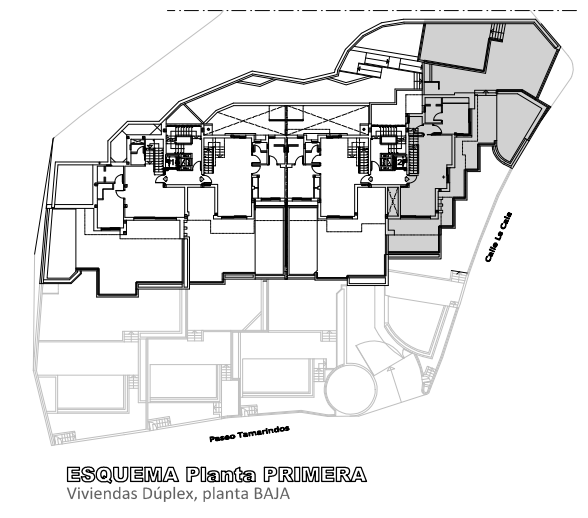 Calle La Cala
Paseo Tamarindos
ESQUEMA Planta PRIMERA
Viviendas Dúplex, planta BAJA